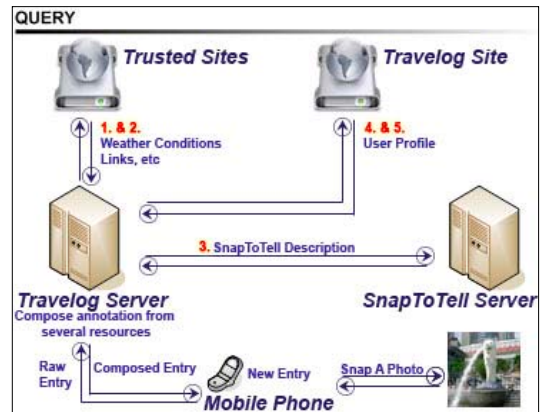 QUERY
Trusted Sites
Travelog Site
1. & 2.
Weather Conditions
Links, etc
4. & 5.
User Profile
3. SnapToTell Description
Travelog Server
Compose annotation from
several resources
SnapToTell Server
Raw
Entry
Composed Entry
New Entry
Snap A Photo
Mobile Phone